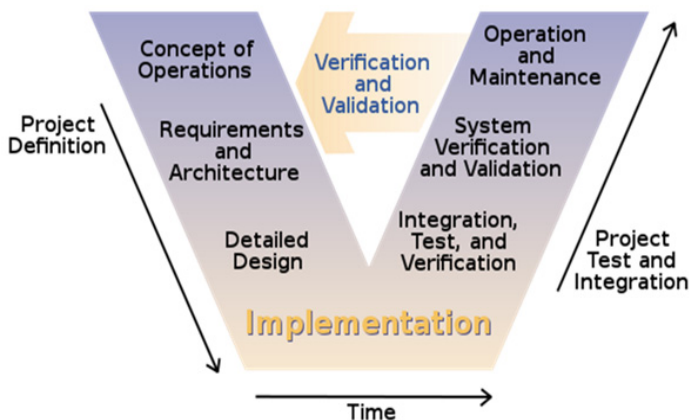 Concept of
Operations
Verification
and
Validation
Operation
and
Maintenance
Project
Definition
Requirements
and
Architecture
System
Verification
and Validation
Detailed
Design
Integration,
Test, and
Verification
Project
Test and
Integration
Implementation
Time